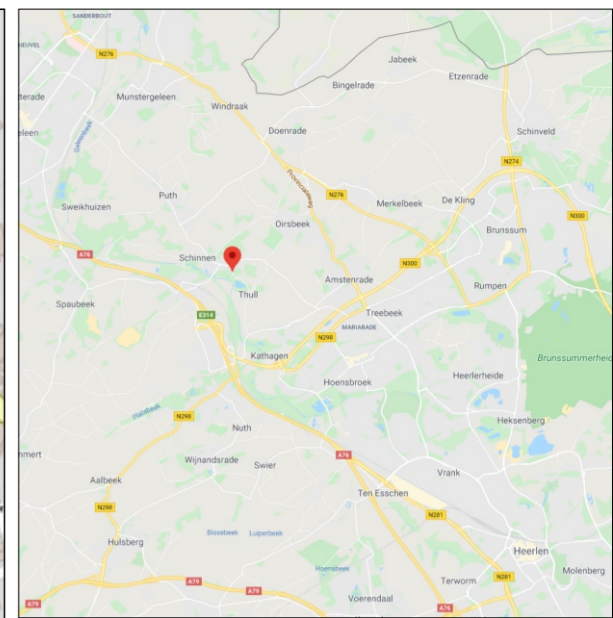 SANDERBOUT
HEUVEL
N276
Jabeek
Etzenrade
Bingelrade
Munstergeleen
Windraak
Doenrade
Schinveld
N274
Provincialeweg
N276
Puth
Merkelbeek
De Kling
Sweikhuizen
Oirsbeek
N300
Brunssum
A76
Schinnen
N300
Amstenrade
Rumpen
Thull
Spaubeek
E314
Treebeek
MARIARADE
N298
Kathagen
Brunssummerheid
Hoensbroek
Heerlerheide
N298
Nuth
Heksenberg
A76
Wijnandsrade
Swier
Vrank
Aalbeek
Ten Esschen
N298
N281
Hulsberg
Bissebeek
Luiperbeek
Heerlen
Hoensbeek
Molenberg
A79
Terworm
N281
A79
A79
Voerendaal
A76